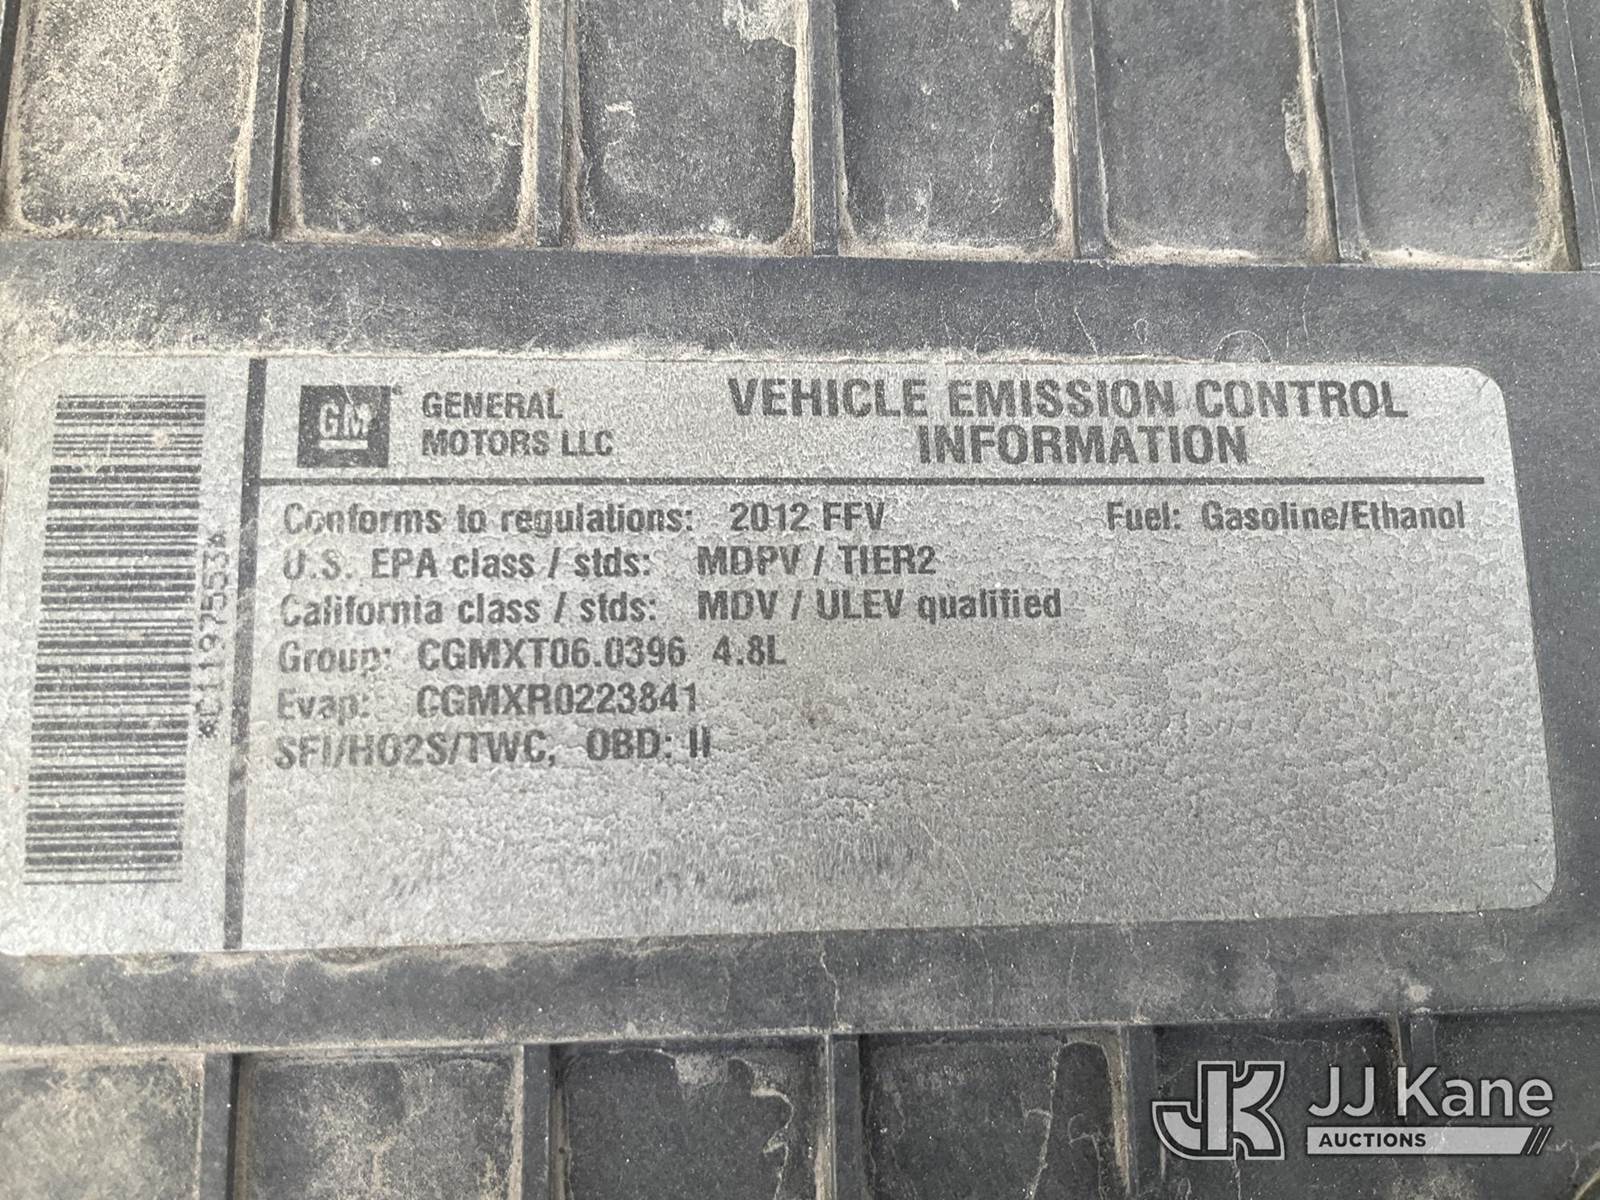 GM
GENERAL
MOTORS LLC
VEHICLE EMISSION CONTROL
INFORMATION
Conforms to regulations: 2012 FFV Fuel: Gasoline/Ethanol
U.S. EPA class / stds: MDPV / TIER2
California class / stds: MDV / ULEV qualified
Group: CGMXT06.0396 4.8L
Evap: CGMXR0223841
SFI/HO2S/TWC, OBD: II
*C1197553A
JK
JJ Kane
AUCTIONS